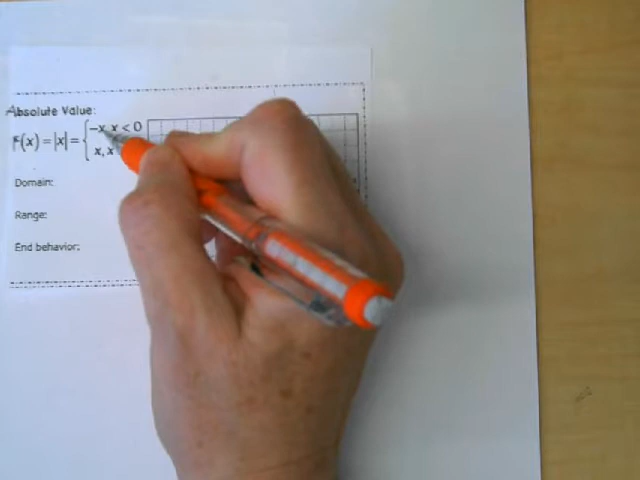 Absolute Value:
F(x) = |x| = { -x, x < 0
x, x
Domain:
Range:
End behavior: